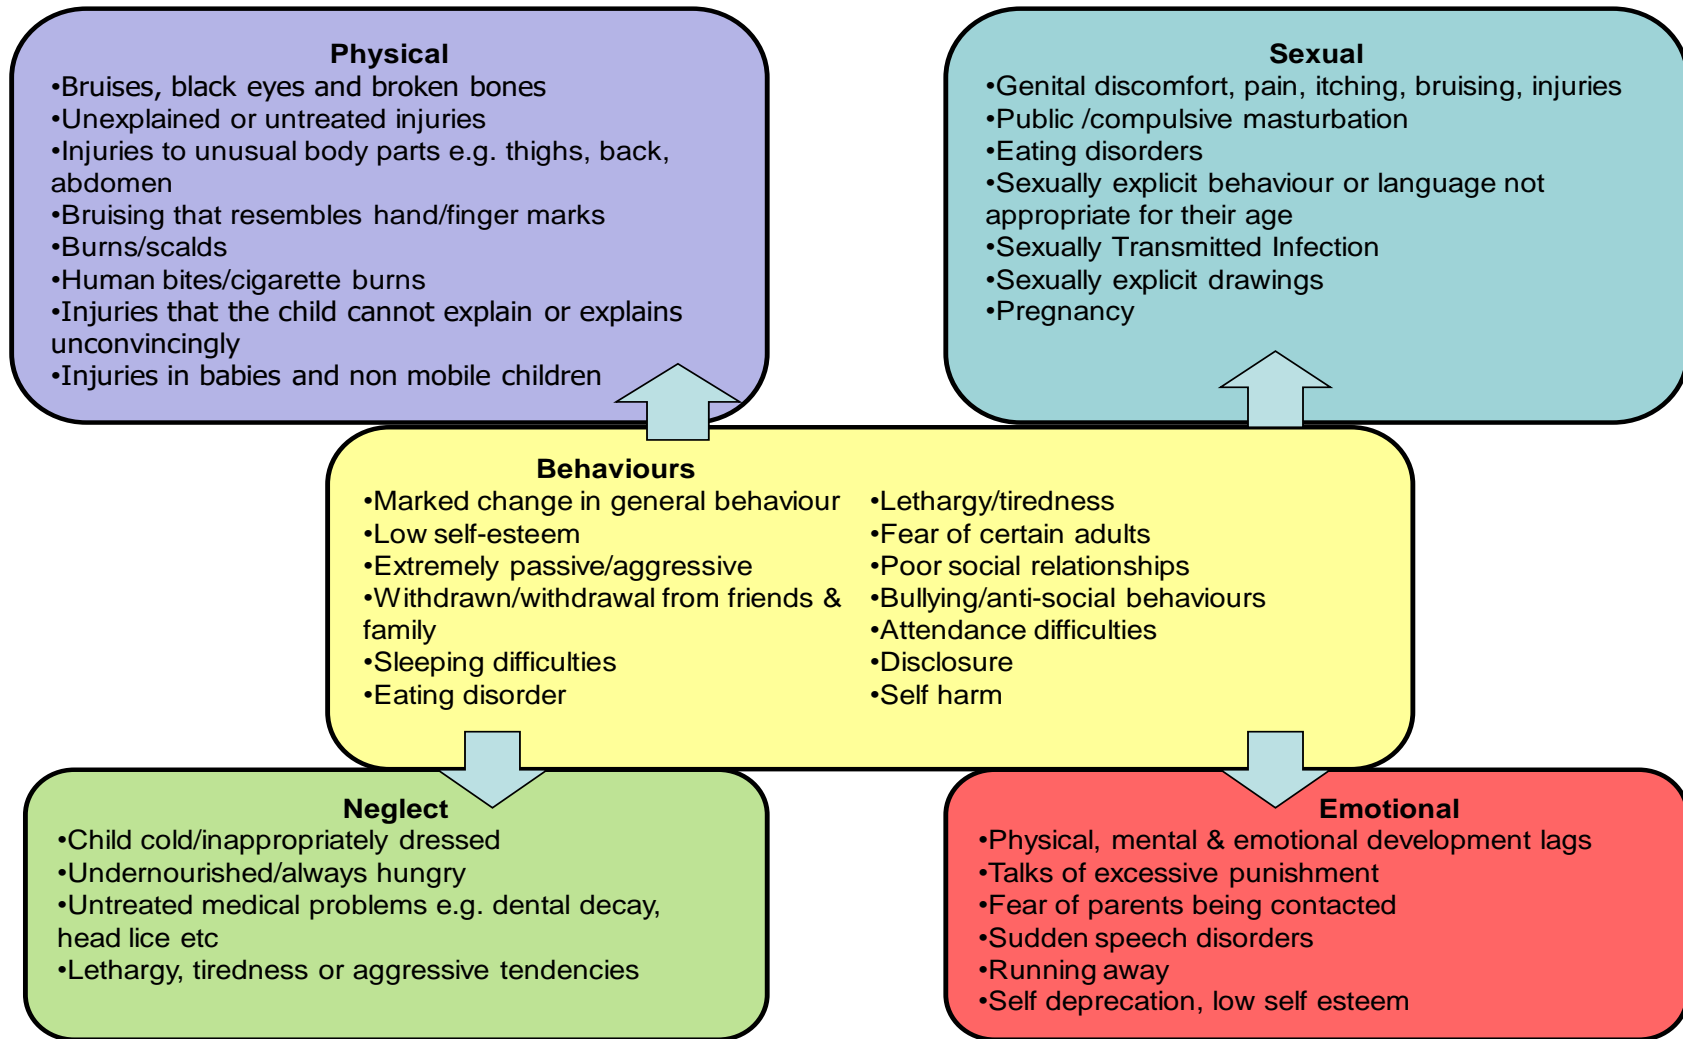 Physical
•Bruises, black eyes and broken bones
•Unexplained or untreated injuries
•Injuries to unusual body parts e.g. thighs, back,
abdomen
•Bruising that resembles hand/finger marks
•Burns/scalds
•Human bites/cigarette burns
•Injuries that the child cannot explain or explains
unconvincingly
•Injuries in babies and non mobile children
Sexual
•Genital discomfort, pain, itching, bruising, injuries
•Public /compulsive masturbation
•Eating disorders
•Sexually explicit behaviour or language not
appropriate for their age
•Sexually Transmitted Infection
•Sexually explicit drawings
•Pregnancy
Behaviours
•Marked change in general behaviour
•Low self-esteem
•Extremely passive/aggressive
•Withdrawn/withdrawal from friends &
family
•Sleeping difficulties
•Eating disorder
•Lethargy/tiredness
•Fear of certain adults
•Poor social relationships
•Bullying/anti-social behaviours
•Attendance difficulties
•Disclosure
•Self harm
Neglect
•Child cold/inappropriately dressed
•Undernourished/always hungry
•Untreated medical problems e.g. dental decay,
head lice etc
•Lethargy, tiredness or aggressive tendencies
Emotional
•Physical, mental & emotional development lags
•Talks of excessive punishment
•Fear of parents being contacted
•Sudden speech disorders
•Running away
•Self deprecation, low self esteem